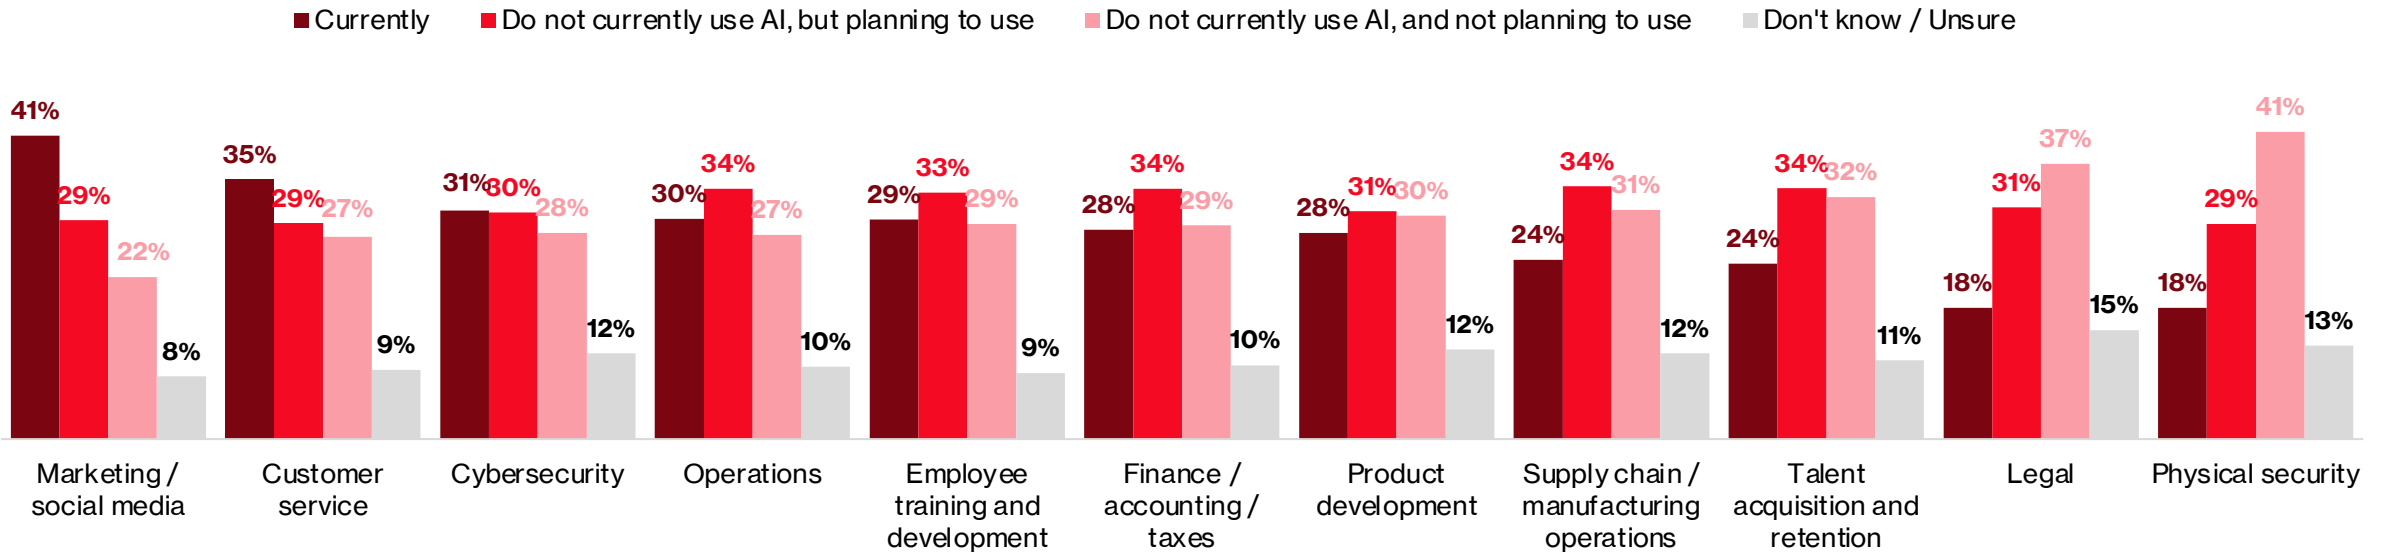 Currently
Do not currently use AI, but planning to use
Do not currently use AI, and not planning to use
Don't know / Unsure
41%
29%
22%
8%
35%
29%
27%
9%
31%
30%
28%
12%
30%
34%
27%
10%
29%
33%
29%
9%
28%
34%
29%
10%
28%
31%
30%
12%
24%
34%
31%
12%
24%
34%
32%
11%
18%
31%
37%
15%
18%
29%
41%
13%
Marketing /
social media
Customer
service
Cybersecurity
Operations
Employee
training and
development
Finance /
accounting /
taxes
Product
development
Supply chain /
manufacturing
operations
Talent
acquisition and
retention
Legal
Physical security